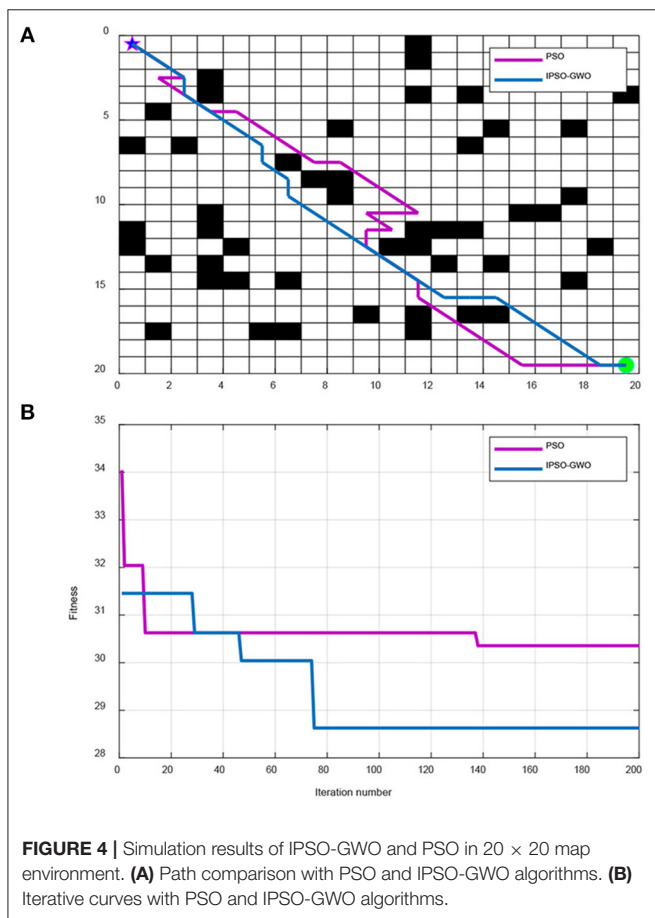 A
0
5
10
15
20
0 2 4 6 8 10 12 14 16 18 20
PSO
IPSO-GWO
B
35
34
33
32
31
30
29
28
Fitness
0 20 40 60 80 100 120 140 160 180 200
Iteration number
PSO
IPSO-GWO
FIGURE 4 | Simulation results of IPSO-GWO and PSO in 20 × 20 map
environment. (A) Path comparison with PSO and IPSO-GWO algorithms. (B)
Iterative curves with PSO and IPSO-GWO algorithms.